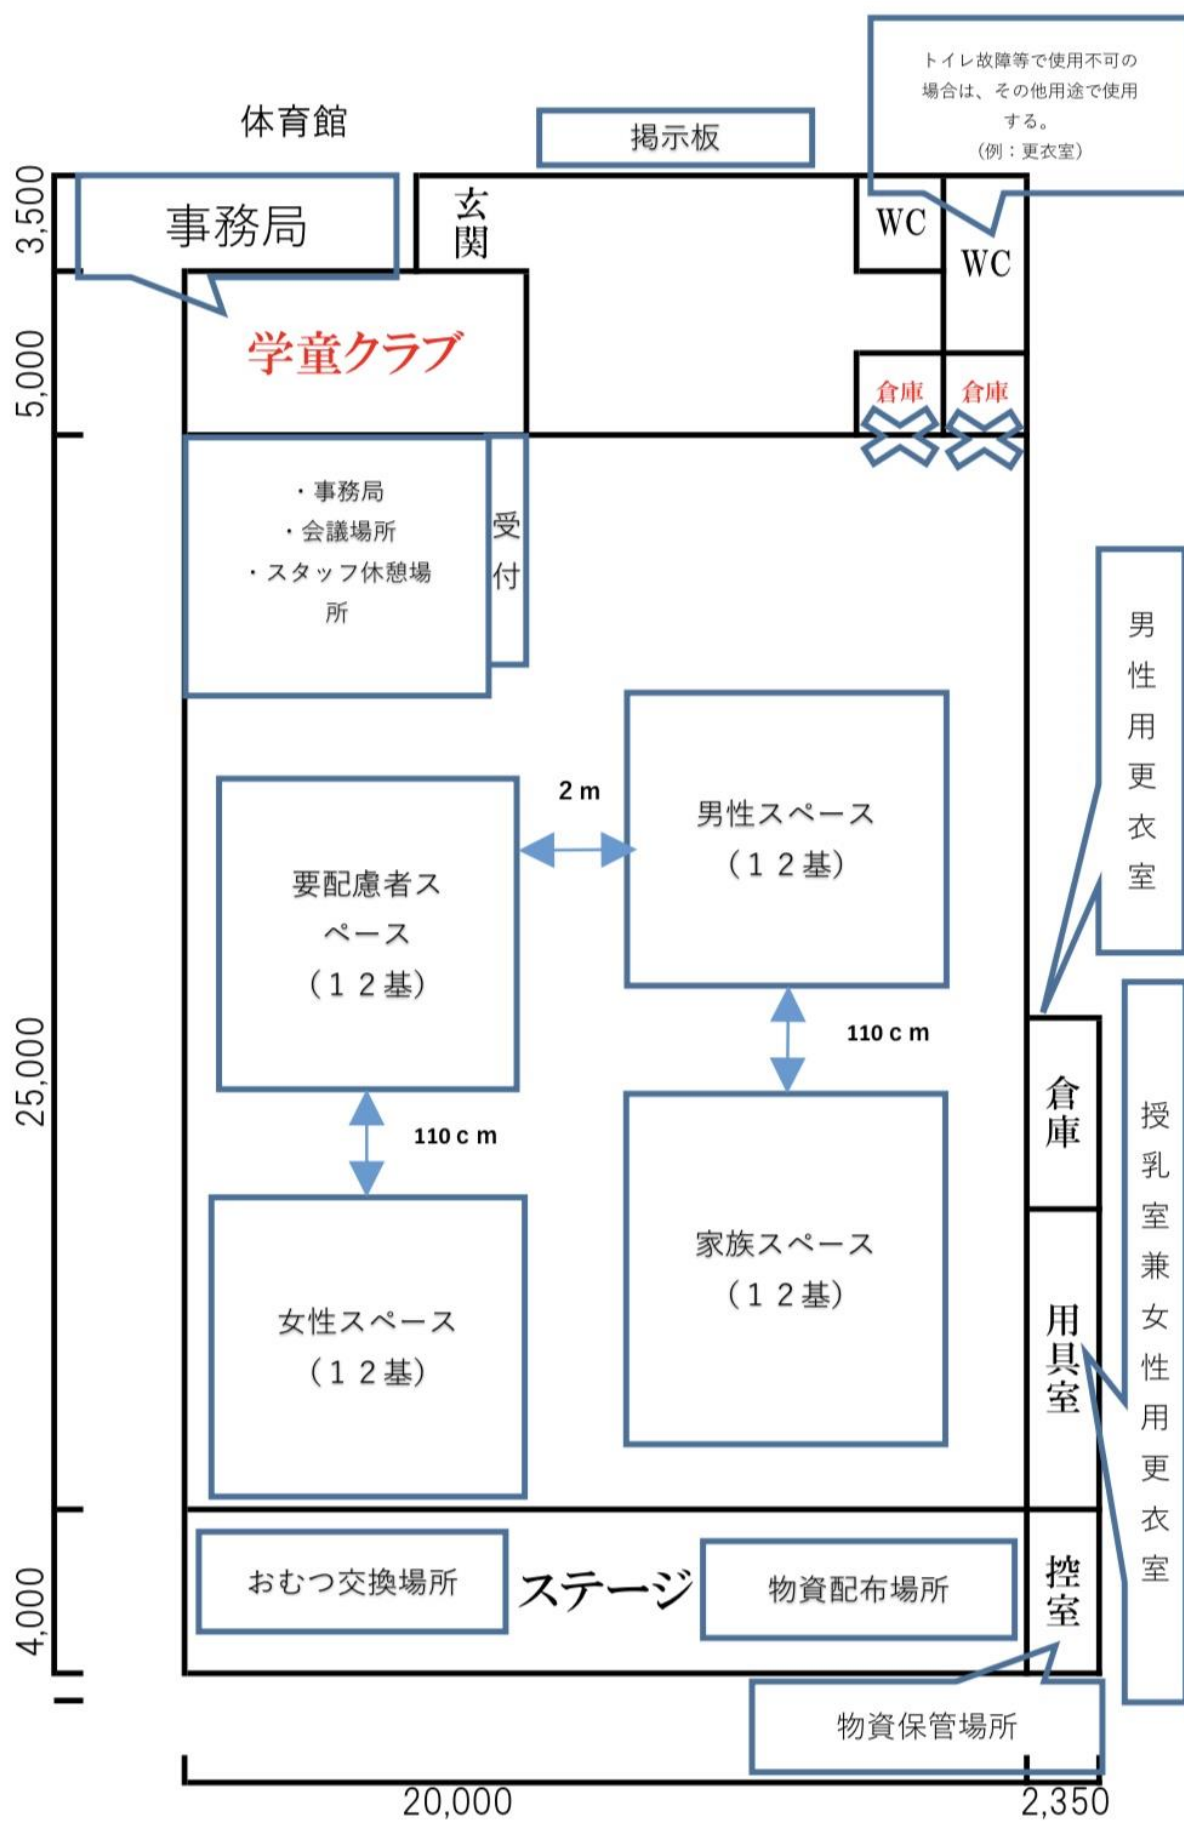 トイレ故障等で使用不可の
場合は、その他用途で使用
する。
（例：更衣室）
体育館
掲示板
3,500
事務局
玄関
WC
WC
5,000
学童クラブ
倉庫
倉庫
・事務局
・会議場所
・スタッフ休憩場
所
受付
男性用更衣室
2 m
男性スペース
（１２基）
要配慮者ス
ペース
（１２基）
25,000
110ｃｍ
110ｃｍ
倉庫
授乳室兼女性用更衣室
家族スペース
（１２基）
女性スペース
（１２基）
用具室
4,000
おむつ交換場所
ステージ
物資配布場所
控室
物資保管場所
20,000
2,350